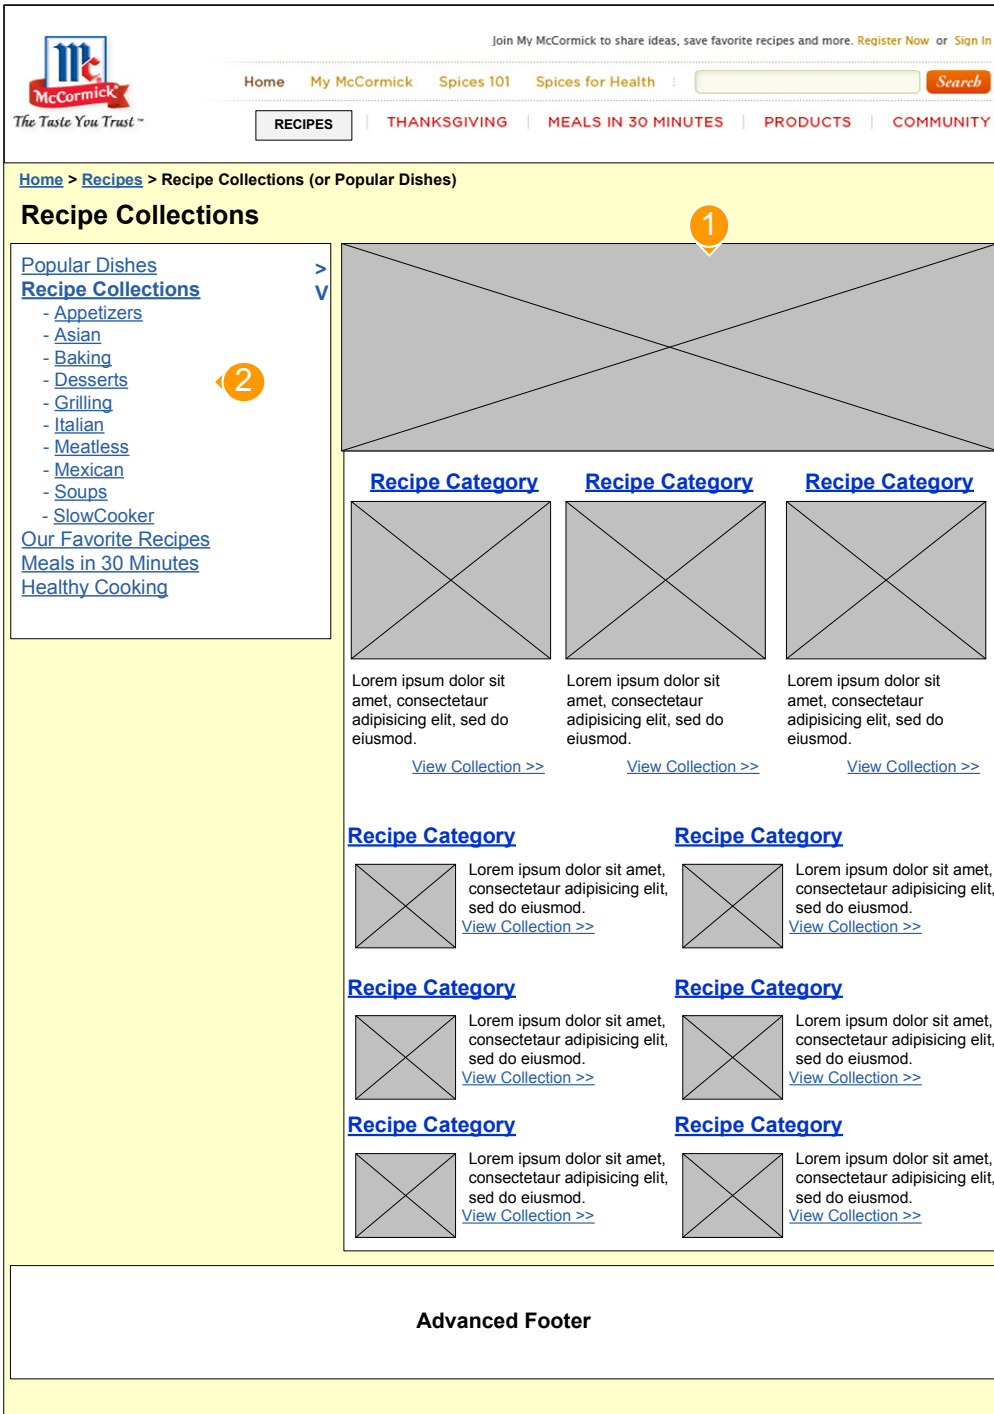 Join My McCormick to share ideas, save favorite recipes and more. Register Now or Sign In
Mc
McCormick
The Taste You Trust™
Home My McCormick Spices 101 Spices for Health Search
RECIPES | THANKSGIVING | MEALS IN 30 MINUTES | PRODUCTS | COMMUNITY
Home > Recipes > Recipe Collections (or Popular Dishes)
Recipe Collections
1
Popular Dishes >
Recipe Collections V
- Appetizers
- Asian
- Baking
- Desserts
- Grilling
- Italian
- Meatless
- Mexican
- Soups
- SlowCooker
Our Favorite Recipes
Meals in 30 Minutes
Healthy Cooking
2
Recipe Category
Lorem ipsum dolor sit
amet, consectetaur
adipisicing elit, sed do
eiusmod.
View Collection >>
Recipe Category
Lorem ipsum dolor sit
amet, consectetaur
adipisicing elit, sed do
eiusmod.
View Collection >>
Recipe Category
Lorem ipsum dolor sit
amet, consectetaur
adipisicing elit, sed do
eiusmod.
View Collection >>
Recipe Category
Lorem ipsum dolor sit amet,
consectetaur adipisicing elit,
sed do eiusmod.
View Collection >>
Recipe Category
Lorem ipsum dolor sit amet,
consectetaur adipisicing elit,
sed do eiusmod.
View Collection >>
Recipe Category
Lorem ipsum dolor sit amet,
consectetaur adipisicing elit,
sed do eiusmod.
View Collection >>
Recipe Category
Lorem ipsum dolor sit amet,
consectetaur adipisicing elit,
sed do eiusmod.
View Collection >>
Recipe Category
Lorem ipsum dolor sit amet,
consectetaur adipisicing elit,
sed do eiusmod.
View Collection >>
Recipe Category
Lorem ipsum dolor sit amet,
consectetaur adipisicing elit,
sed do eiusmod.
View Collection >>
Advanced Footer